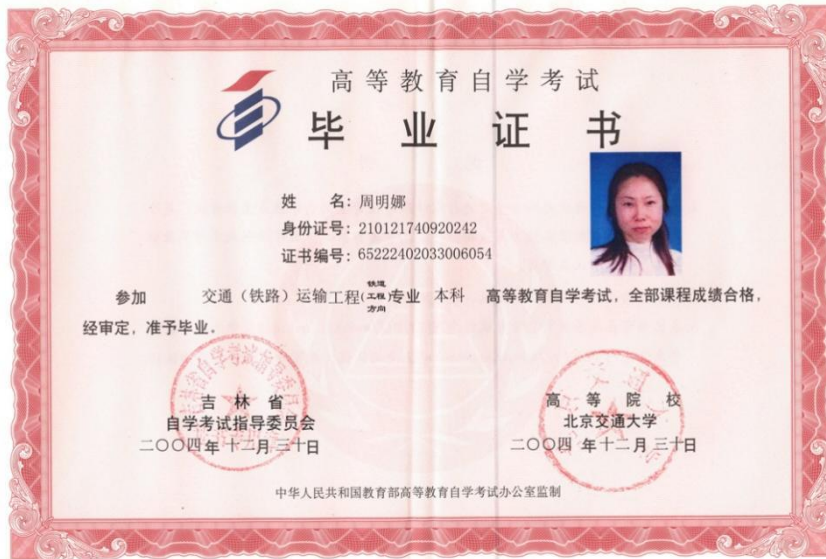 高等教育自学考试
毕业证书
姓 名：周明娜
身份证号：210121740920242
证书编号：65222402033006054
参加 交通（铁路）运输工程（铁道工程方向）专业 本科 高等教育自学考试，全部课程成绩合格，
经审定，准予毕业。
吉林省 高等院校
自学考试指导委员会 北京交通大学
二〇〇四年十二月三十日 二〇〇四年十二月三十日
中华人民共和国教育部高等教育自学考试办公室监制